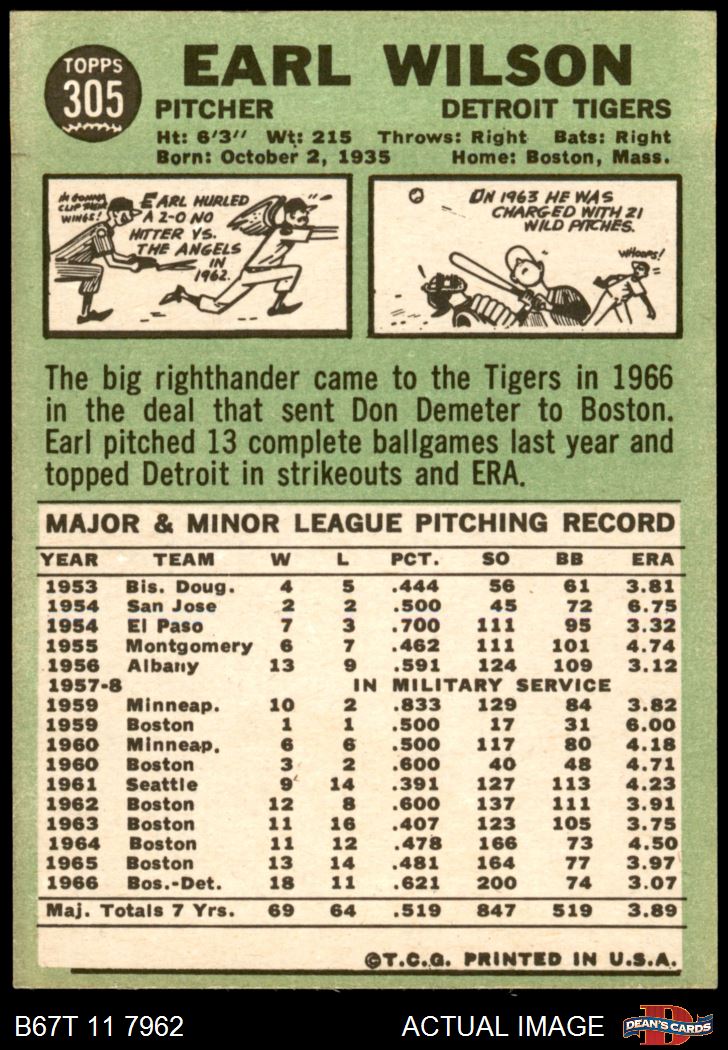 TOPPS
305
EARL WILSON
PITCHER DETROIT TIGERS
Ht: 6'3'' Wt: 215 Throws: Right Bats: Right
Born: October 2, 1935 Home: Boston, Mass.
I'M GONNA
CLIP THEM
WINGS!
EARL HURLED
A 2-0 NO
HITTER VS.
THE ANGELS
IN
1962.
ON 1963 HE WAS
CHARGED WITH 21
WILD PITCHES.
WHOOPS!
The big righthander came to the Tigers in 1966
in the deal that sent Don Demeter to Boston.
Earl pitched 13 complete ballgames last year and
topped Detroit in strikeouts and ERA.
MAJOR & MINOR LEAGUE PITCHING RECORD
YEAR TEAM W L PCT. SO BB ERA
1953 Bis. Doug. 4 5 .444 56 61 3.81
1954 San Jose 2 2 .500 45 72 6.75
1954 El Paso 7 3 .700 111 95 3.32
1955 Montgomery 6 7 .462 111 101 4.74
1956 Albany 13 9 .591 124 109 3.12
1957-8 IN MILITARY SERVICE
1959 Minneap. 10 2 .833 129 84 3.82
1959 Boston 1 1 .500 17 31 6.00
1960 Minneap. 6 6 .500 117 80 4.18
1960 Boston 3 2 .600 40 48 4.71
1961 Seattle 9 14 .391 127 113 4.23
1962 Boston 12 8 .600 137 111 3.91
1963 Boston 11 16 .407 123 105 3.75
1964 Boston 11 12 .478 166 73 4.50
1965 Boston 13 14 .481 164 77 3.97
1966 Bos.-Det. 18 11 .621 200 74 3.07
Maj. Totals 7 Yrs. 69 64 .519 847 519 3.89
©T.C.G. PRINTED IN U.S.A.
B67T 11 7962 ACTUAL IMAGE
DEAN'S CARDS